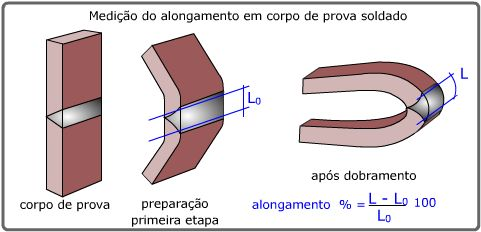 Medição do alongamento em corpo de prova soldado
L₀
L
corpo de prova
preparação
primeira etapa
após dobramento
alongamento % = L - L₀ 100
L₀